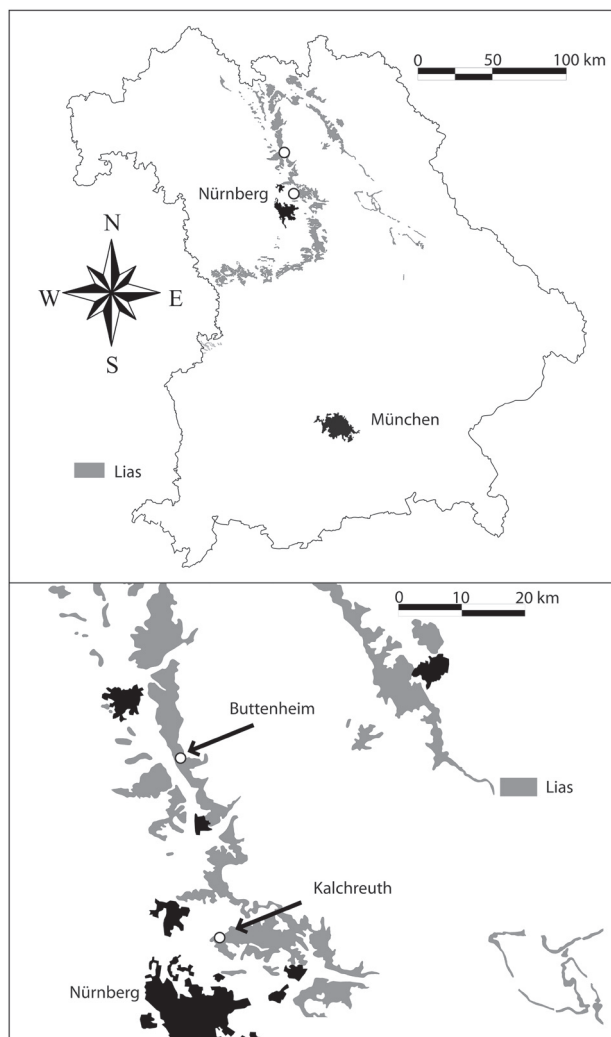 0 50 100 km
Nürnberg
N
W E
S
München
Lias
0 10 20 km
Buttenheim
Lias
Kalchreuth
Nürnberg